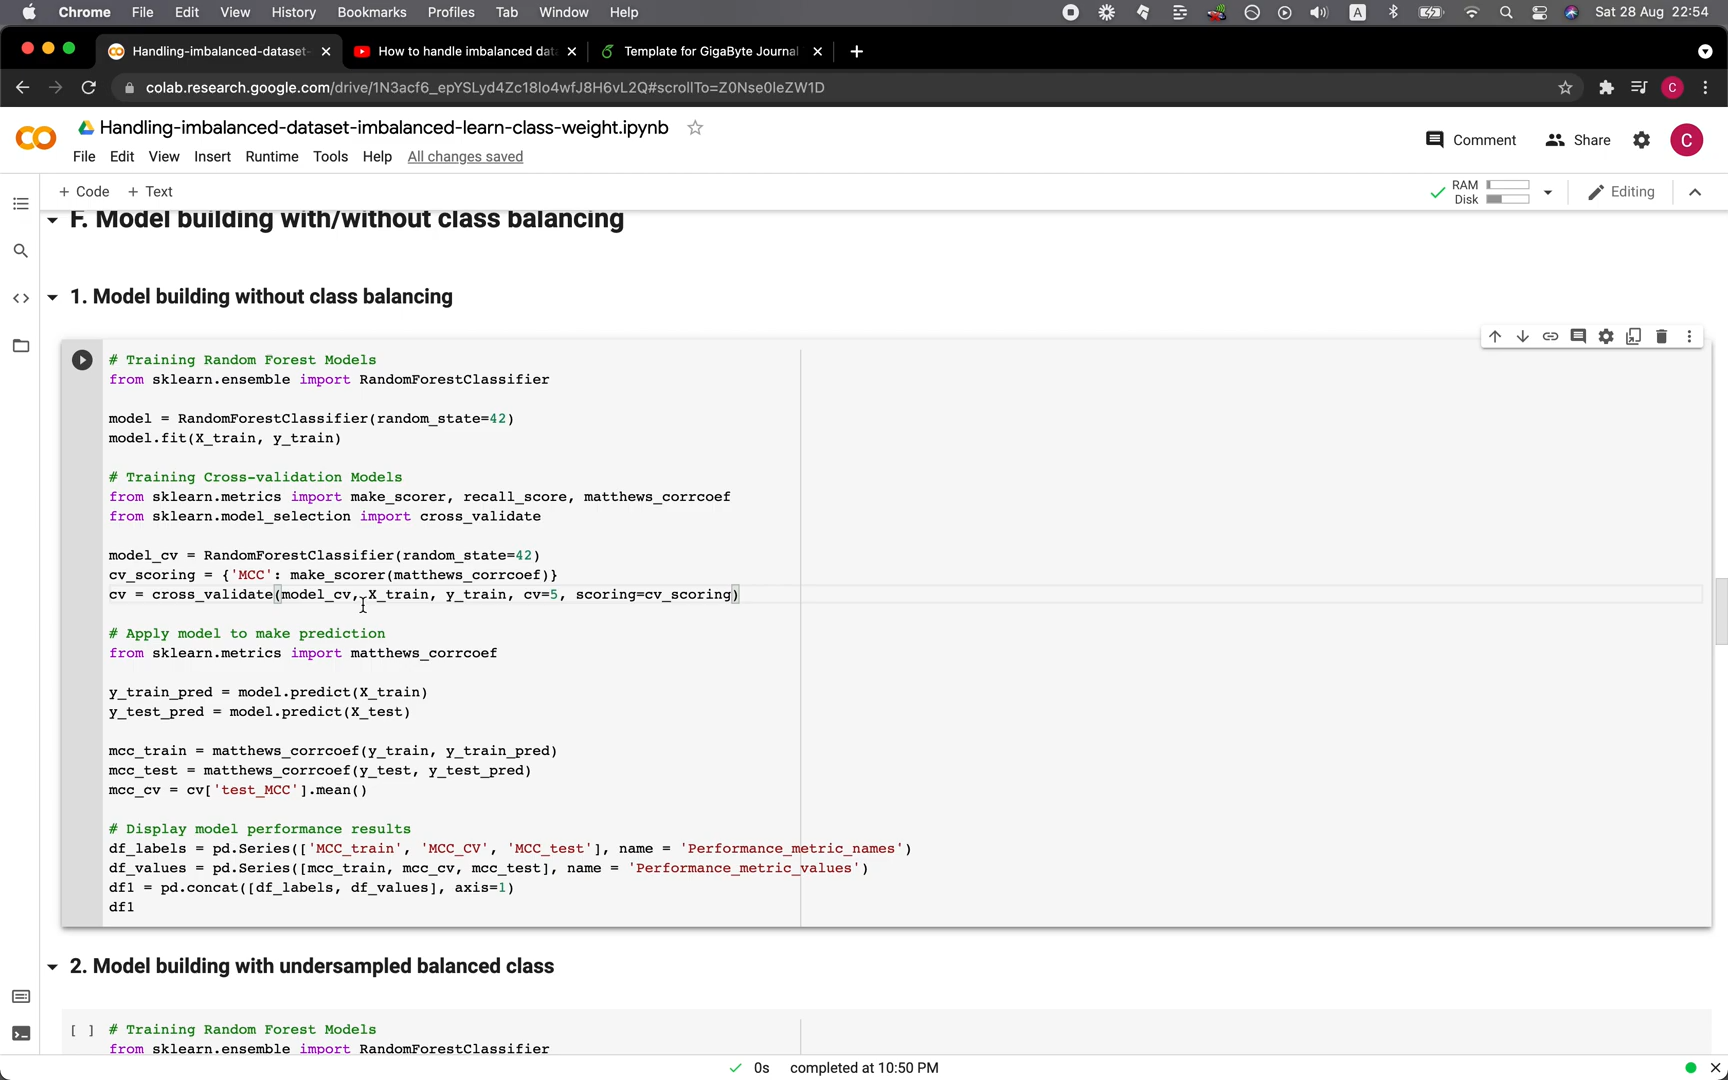 Chrome File Edit View History Bookmarks Profiles Tab Window Help A Sat 28 Aug 22:54
Handling-imbalanced-dataset- How to handle imbalanced dat Template for GigaByte Journal
colab.research.google.com/drive/1N3acf6_epYSLyd4Zc18Io4wfJ8H6vL2Q#scrollTo=Z0Nse0IeZW1D C
Handling-imbalanced-dataset-imbalanced-learn-class-weight.ipynb
Comment Share C
File Edit View Insert Runtime Tools Help All changes saved
+ Code + Text RAM Disk Editing
F. Model building with/without class balancing
1. Model building without class balancing
# Training Random Forest Models
from sklearn.ensemble import RandomForestClassifier
model = RandomForestClassifier(random_state=42)
model.fit(X_train, y_train)
# Training Cross-validation Models
from sklearn.metrics import make_scorer, recall_score, matthews_corrcoef
from sklearn.model_selection import cross_validate
model_cv = RandomForestClassifier(random_state=42)
cv_scoring = {'MCC': make_scorer(matthews_corrcoef)}
cv = cross_validate(model_cv, X_train, y_train, cv=5, scoring=cv_scoring)
# Apply model to make prediction
from sklearn.metrics import matthews_corrcoef
y_train_pred = model.predict(X_train)
y_test_pred = model.predict(X_test)
mcc_train = matthews_corrcoef(y_train, y_train_pred)
mcc_test = matthews_corrcoef(y_test, y_test_pred)
mcc_cv = cv['test_MCC'].mean()
# Display model performance results
df_labels = pd.Series(['MCC_train', 'MCC_CV', 'MCC_test'], name = 'Performance_metric_names')
df_values = pd.Series([mcc_train, mcc_cv, mcc_test], name = 'Performance_metric_values')
df1 = pd.concat([df_labels, df_values], axis=1)
df1
2. Model building with undersampled balanced class
[ ] # Training Random Forest Models
from sklearn.ensemble import RandomForestClassifier
0s completed at 10:50 PM